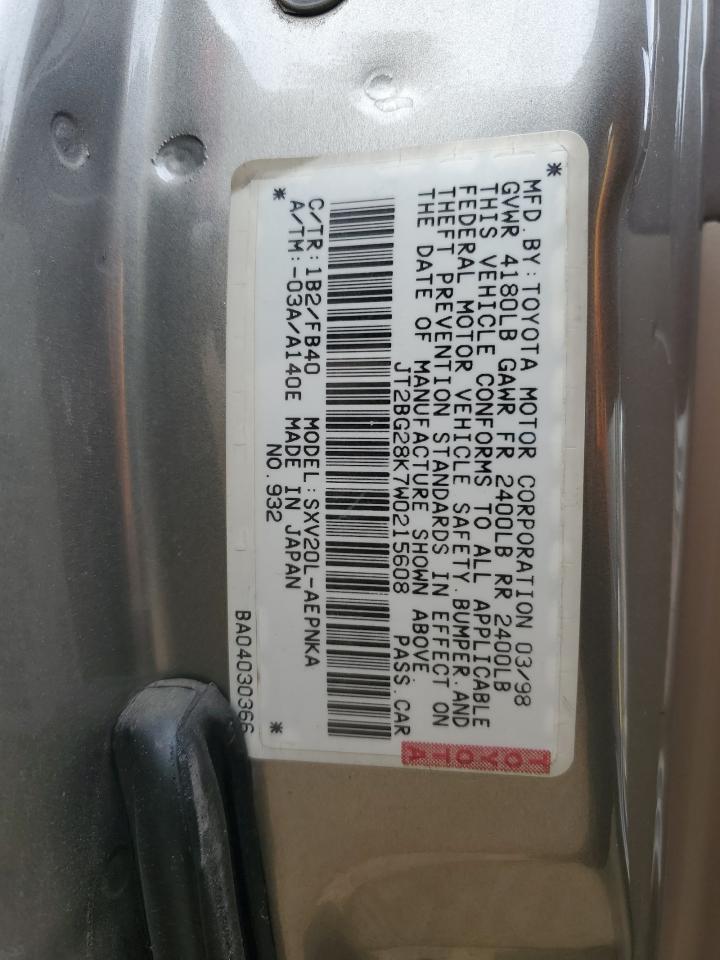 MFD. BY: TOYOTA MOTOR CORPORATION 03/98
GVWR 4180LB GAWR FR 2400LB RR 2400LB
THIS VEHICLE CONFORMS TO ALL APPLICABLE
FEDERAL MOTOR VEHICLE SAFETY. BUMPER. AND
THEFT PREVENTION STANDARDS IN EFFECT ON
THE DATE OF MANUFACTURE SHOWN ABOVE.
JT2BG28K7W0215608 PASS. CAR
C/TR: 1B2/FB40 MODEL: SXV20L-AEPNKA
A/TM: -03A/A140E MADE IN JAPAN
NO. 932
BA04030366
TOYOTA